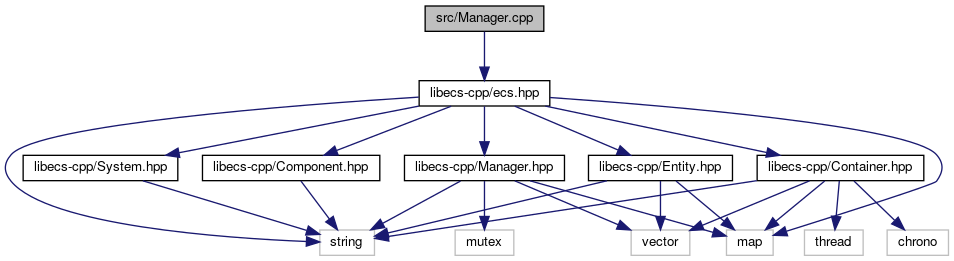 src/Manager.cpp
libecs-cpp/ecs.hpp
libecs-cpp/System.hpp
libecs-cpp/Component.hpp
libecs-cpp/Manager.hpp
libecs-cpp/Entity.hpp
libecs-cpp/Container.hpp
string
mutex
vector
map
thread
chrono